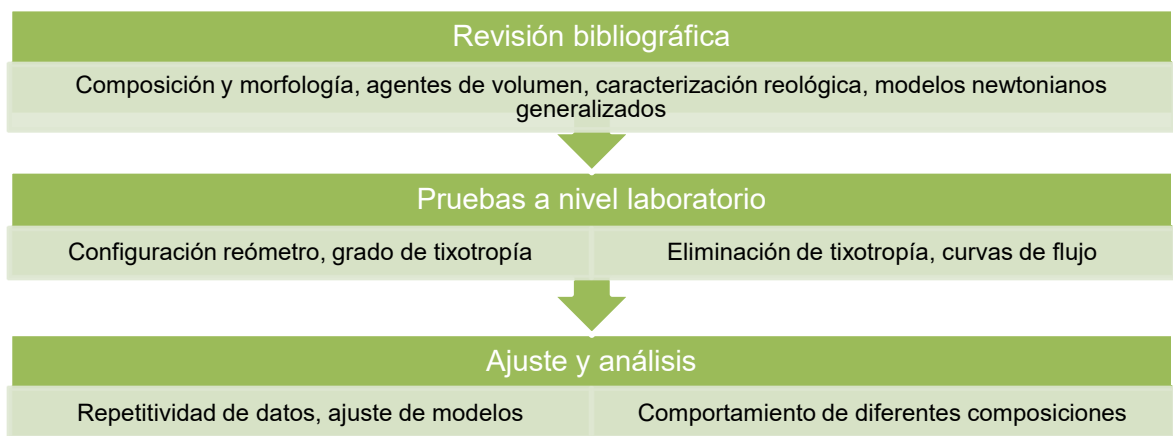 Revisión bibliográfica
Composición y morfología, agentes de volumen, caracterización reológica, modelos newtonianos
generalizados
Pruebas a nivel laboratorio
Configuración reómetro, grado de tixotropía
Eliminación de tixotropía, curvas de flujo
Ajuste y análisis
Repetitividad de datos, ajuste de modelos
Comportamiento de diferentes composiciones